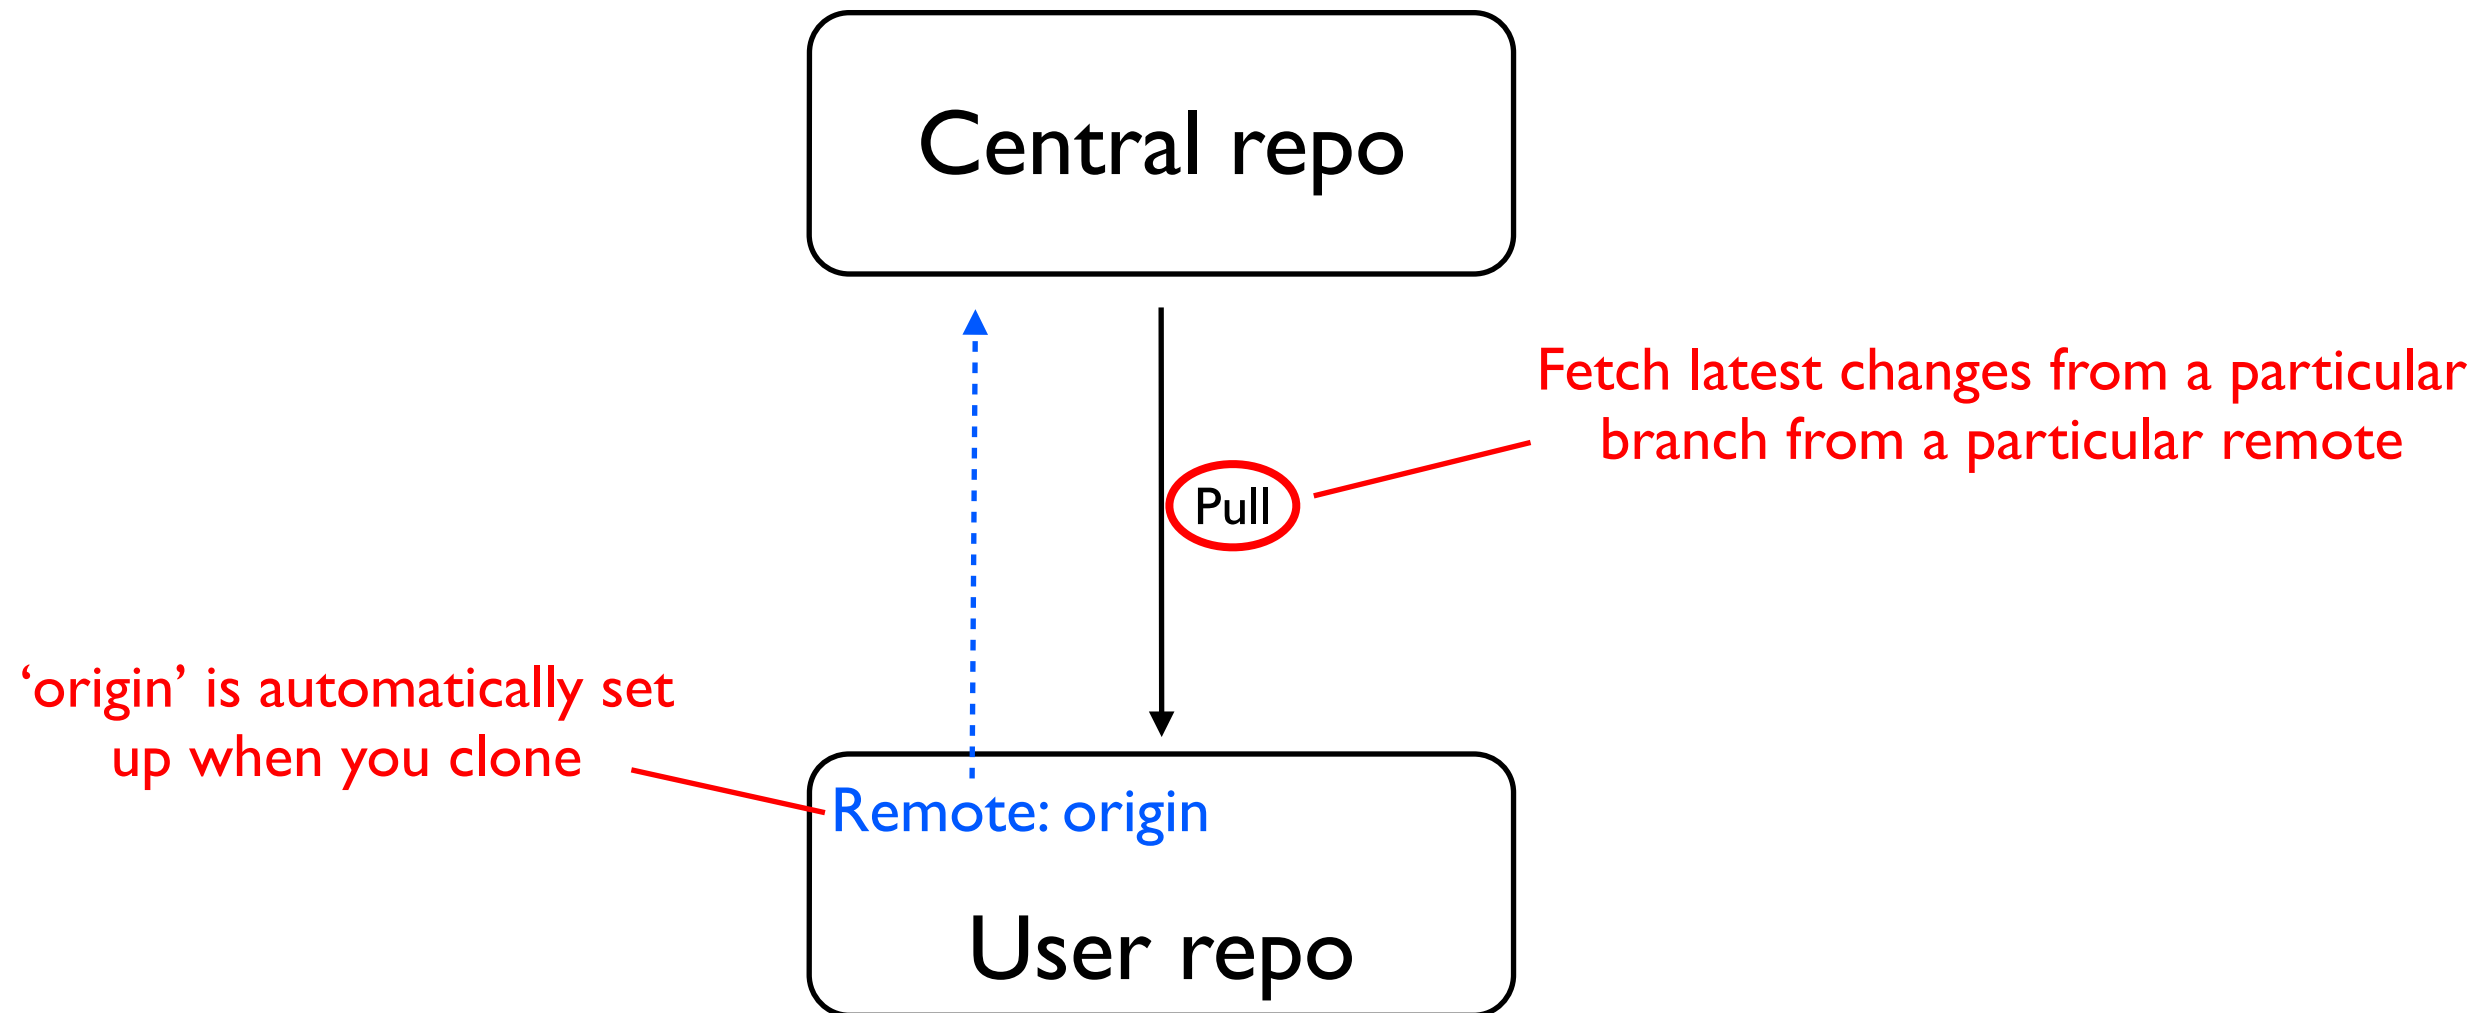 Central repo
Fetch latest changes from a particular
branch from a particular remote
Pull
‘origin’ is automatically set
up when you clone
Remote: origin
User repo